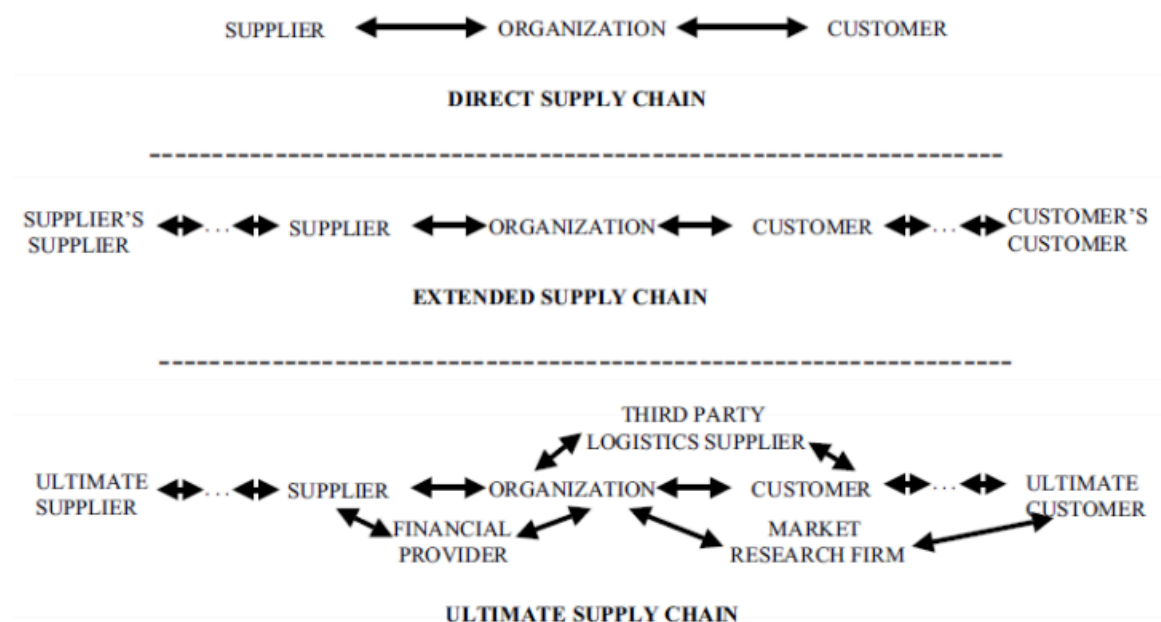 SUPPLIER ORGANIZATION CUSTOMER
DIRECT SUPPLY CHAIN
SUPPLIER’S
SUPPLIER
... SUPPLIER ORGANIZATION CUSTOMER ...
CUSTOMER’S
CUSTOMER
EXTENDED SUPPLY CHAIN
THIRD PARTY
LOGISTICS SUPPLIER
ULTIMATE
SUPPLIER
... SUPPLIER ORGANIZATION CUSTOMER ...
ULTIMATE
CUSTOMER
FINANCIAL
PROVIDER
MARKET
RESEARCH FIRM
ULTIMATE SUPPLY CHAIN